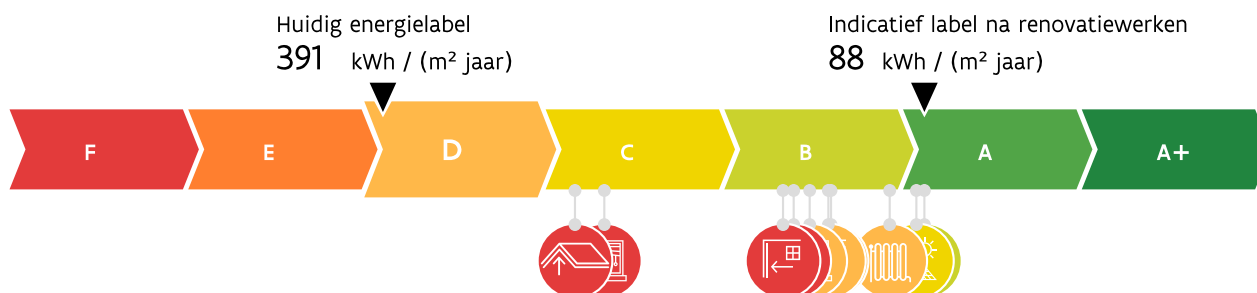 Huidig energielabel
391 kWh / (m² jaar)
Indicatief label na renovatiewerken
88 kWh / (m² jaar)
F E D C B A A+